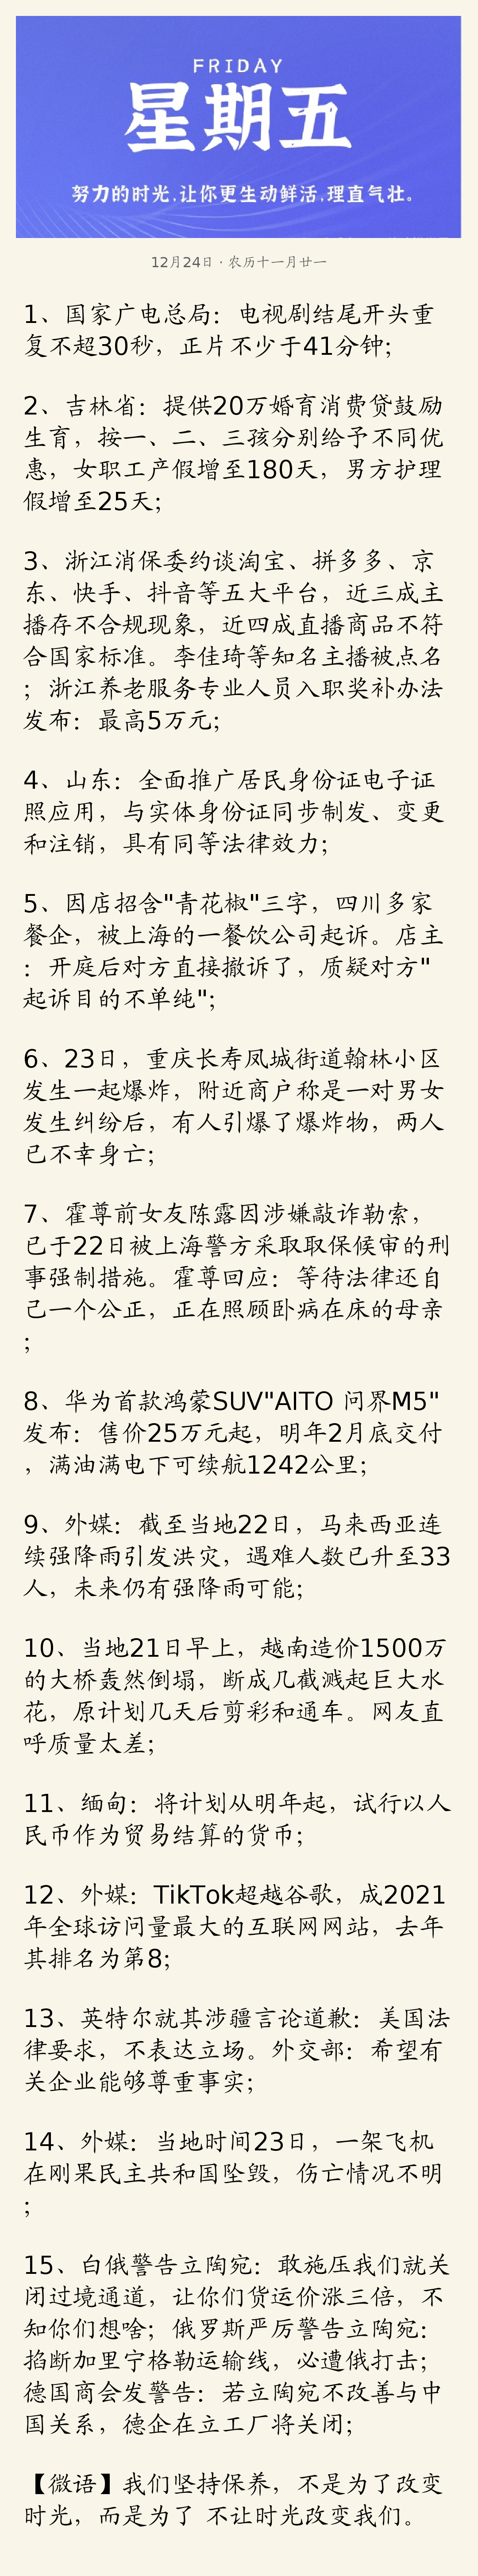 FRIDAY
星期五
努力的时光,让你更生动鲜活,理直气壮。
12月24日·农历十一月廿一
1、国家广电总局：电视剧结尾开头重
复不超30秒，正片不少于41分钟；
2、吉林省：提供20万婚育消费贷鼓励
生育，按一、二、三孩分别给予不同优
惠，女职工产假增至180天，男方护理
假增至25天；
3、浙江消保委约谈淘宝、拼多多、京
东、快手、抖音等五大平台，近三成主
播存不合规现象，近四成直播商品不符
合国家标准。李佳琦等知名主播被点名
；浙江养老服务专业人员入职奖补办法
发布：最高5万元；
4、山东：全面推广居民身份证电子证
照应用，与实体身份证同步制发、变更
和注销，具有同等法律效力；
5、因店招含"青花椒"三字，四川多家
餐企，被上海的一餐饮公司起诉。店主
：开庭后对方直接撤诉了，质疑对方"
起诉目的不单纯"；
6、23日，重庆长寿凤城街道翰林小区
发生一起爆炸，附近商户称是一对男女
发生纠纷后，有人引爆了爆炸物，两人
已不幸身亡；
7、霍尊前女友陈露因涉嫌敲诈勒索，
已于22日被上海警方采取取保候审的刑
事强制措施。霍尊回应：等待法律还自
己一个公正，正在照顾卧病在床的母亲
；
8、华为首款鸿蒙SUV"AITO 问界M5"
发布：售价25万元起，明年2月底交付
，满油满电下可续航1242公里；
9、外媒：截至当地22日，马来西亚连
续强降雨引发洪灾，遇难人数已升至33
人，未来仍有强降雨可能；
10、当地21日早上，越南造价1500万
的大桥轰然倒塌，断成几截溅起巨大水
花，原计划几天后剪彩和通车。网友直
呼质量太差；
11、缅甸：将计划从明年起，试行以人
民币作为贸易结算的货币；
12、外媒：TikTok超越谷歌，成2021
年全球访问量最大的互联网网站，去年
其排名为第8；
13、英特尔就其涉疆言论道歉：美国法
律要求，不表达立场。外交部：希望有
关企业能够尊重事实；
14、外媒：当地时间23日，一架飞机
在刚果民主共和国坠毁，伤亡情况不明
；
15、白俄警告立陶宛：敢施压我们就关
闭过境通道，让你们货运价涨三倍，不
知你们想啥；俄罗斯严厉警告立陶宛：
掐断加里宁格勒运输线，必遭俄打击；
德国商会发警告：若立陶宛不改善与中
国关系，德企在立工厂将关闭；
【微语】我们坚持保养，不是为了改变
时光，而是为了 不让时光改变我们。